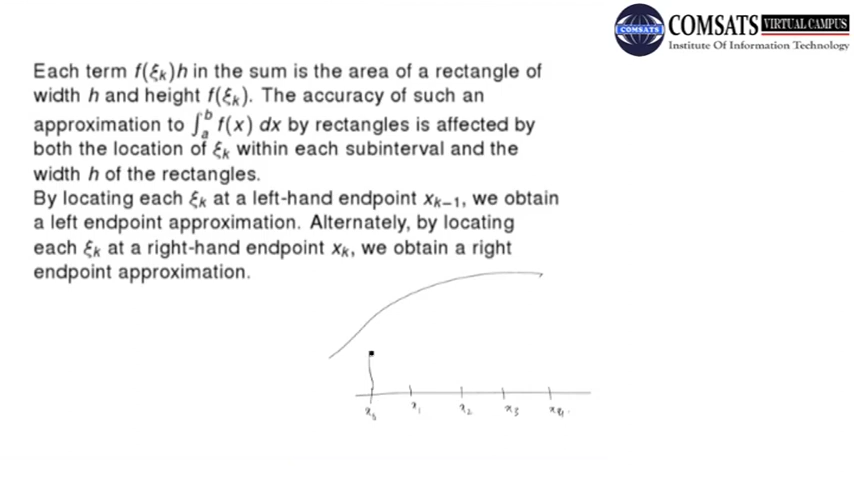 COMSATS VIRTUAL CAMPUS
COMSATS
Institute Of Information Technology
Each term f(ξₖ)h in the sum is the area of a rectangle of
width h and height f(ξₖ). The accuracy of such an
approximation to ∫ₐᵇ f(x) dx by rectangles is affected by
both the location of ξₖ within each subinterval and the
width h of the rectangles.
By locating each ξₖ at a left-hand endpoint xₖ₋₁, we obtain
a left endpoint approximation. Alternately, by locating
each ξₖ at a right-hand endpoint xₖ, we obtain a right
endpoint approximation.
x₀ x₁ x₂ x₃